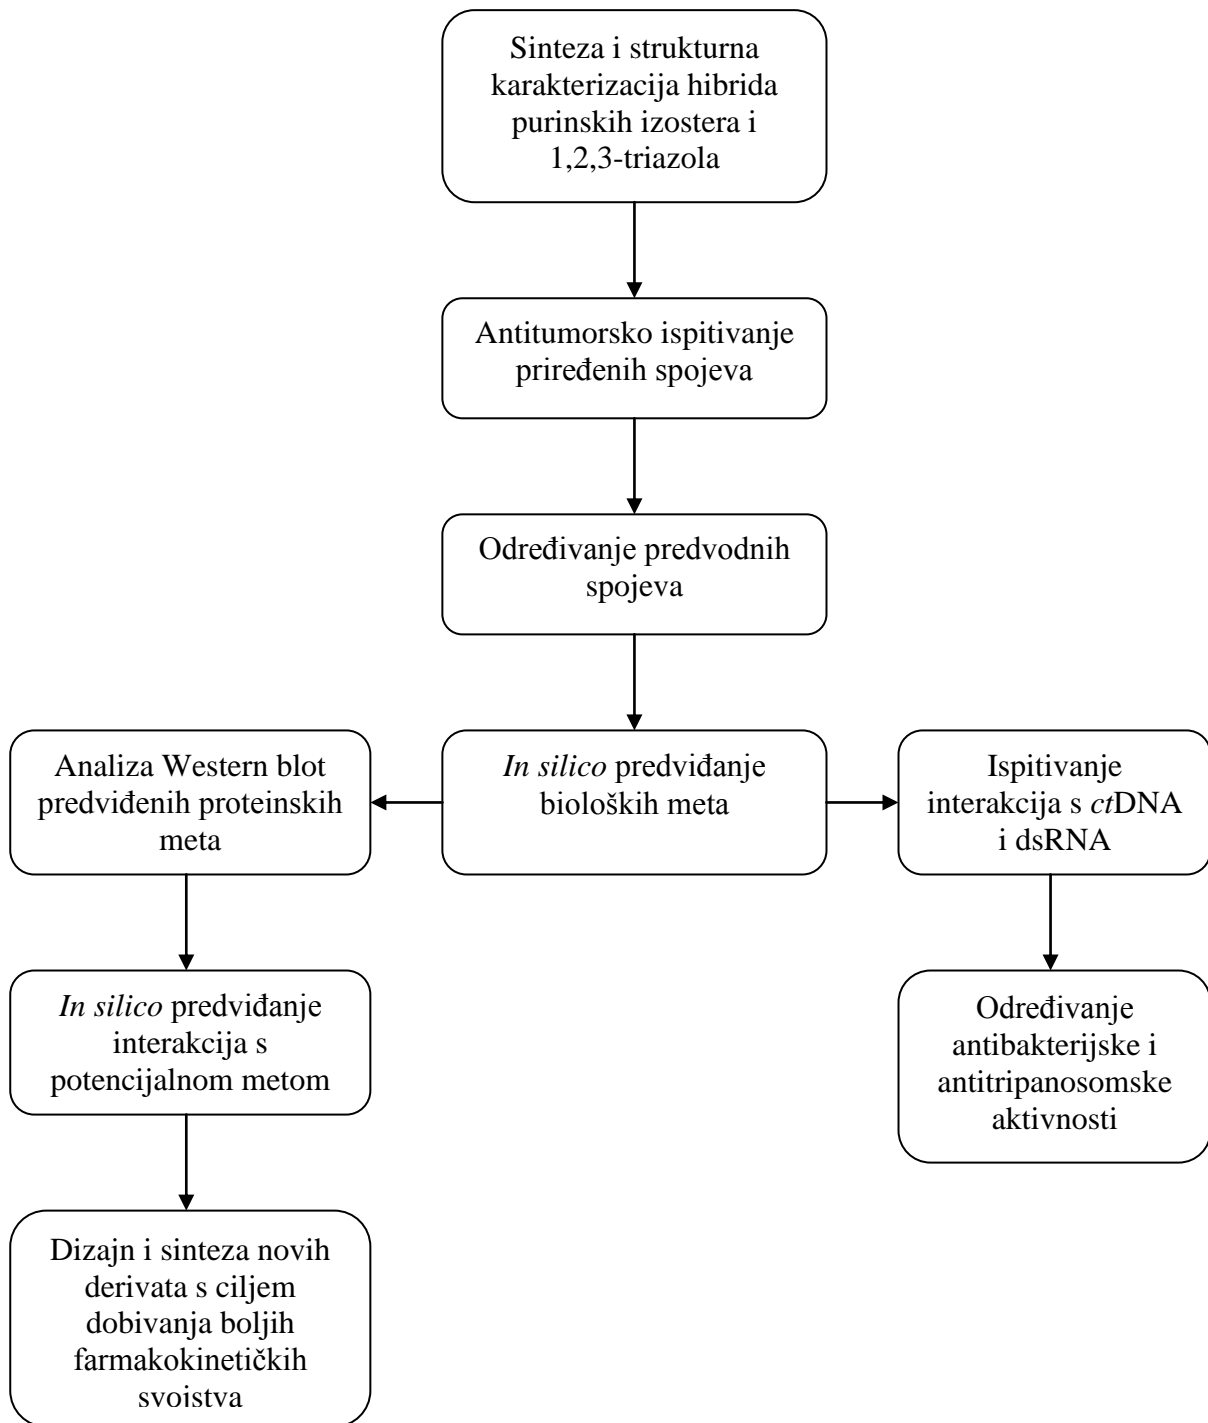 Sinteza i strukturna
karakterizacija hibrida
purinskih izostera i
1,2,3-triazola
Antitumorsko ispitivanje
priređenih spojeva
Određivanje predvodnih
spojeva
Analiza Western blot
predviđenih proteinskih
meta
In silico predviđanje
bioloških meta
Ispitivanje
interakcija s ctDNA
i dsRNA
In silico predviđanje
interakcija s
potencijalnom metom
Određivanje
antibakterijske i
antitripanosomske
aktivnosti
Dizajn i sinteza novih
derivata s ciljem
dobivanja boljih
farmakokinetičkih
svojstva